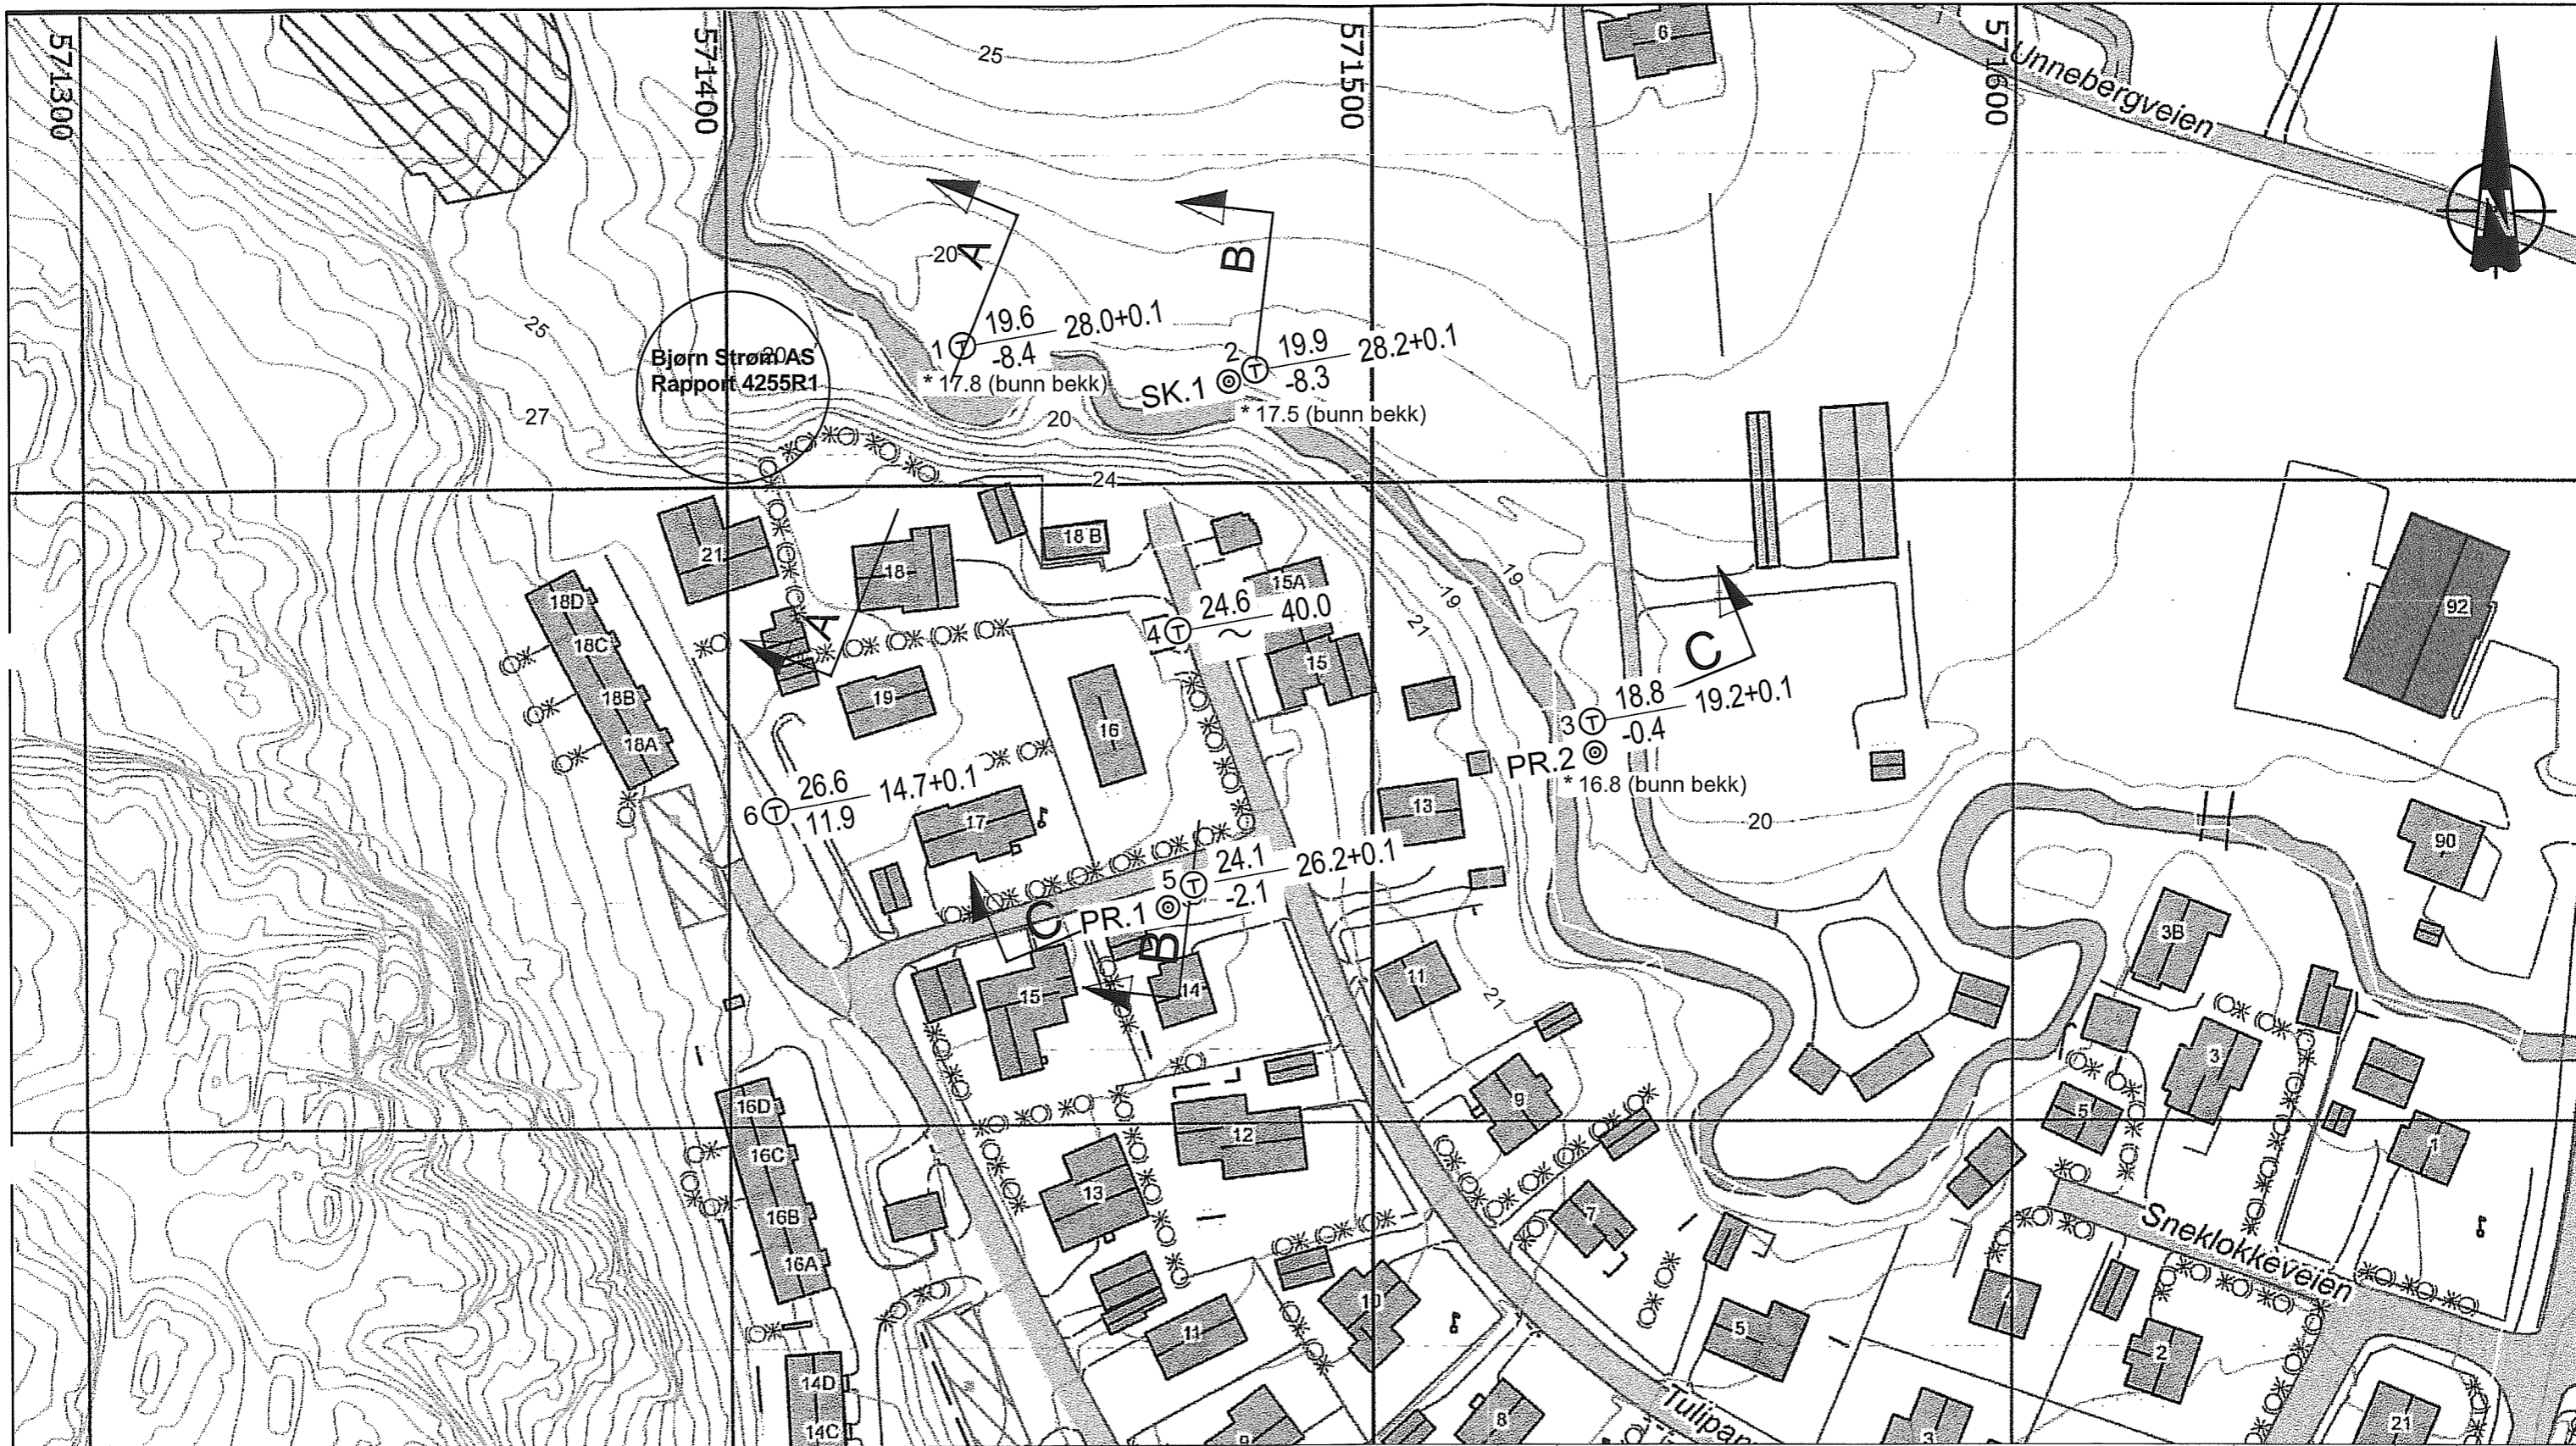 571300
571400
571500
571600
6
Unnebergveien
N
25
A
20
B
25
1 T 19.6 28.0+0.1
-8.4
* 17.8 (bunn bekk)
2 T 19.9 28.2+0.1
-8.3
SK.1
* 17.5 (bunn bekk)
20
Bjørn Strøm AS
Rapport 4255R1
27
20
24
21
18
18 B
15A
19
19
21
92
18D
18C
18B
18A
A
4 T 24.6 40.0
~
15
C
19
16
3 T 18.8 19.2+0.1
-0.4
PR.2
* 16.8 (bunn bekk)
6 T 26.6 14.7+0.1
11.9
17
13
20
90
5 T 24.1 26.2+0.1
-2.1
PR.1
C
B
3B
15
14
11
21
3
16D
16C
16B
16A
9
5
12
1
13
7
Sneklokkeveien
11
10
5
4
2
14D
14C
9
8
Tulipan
3
21